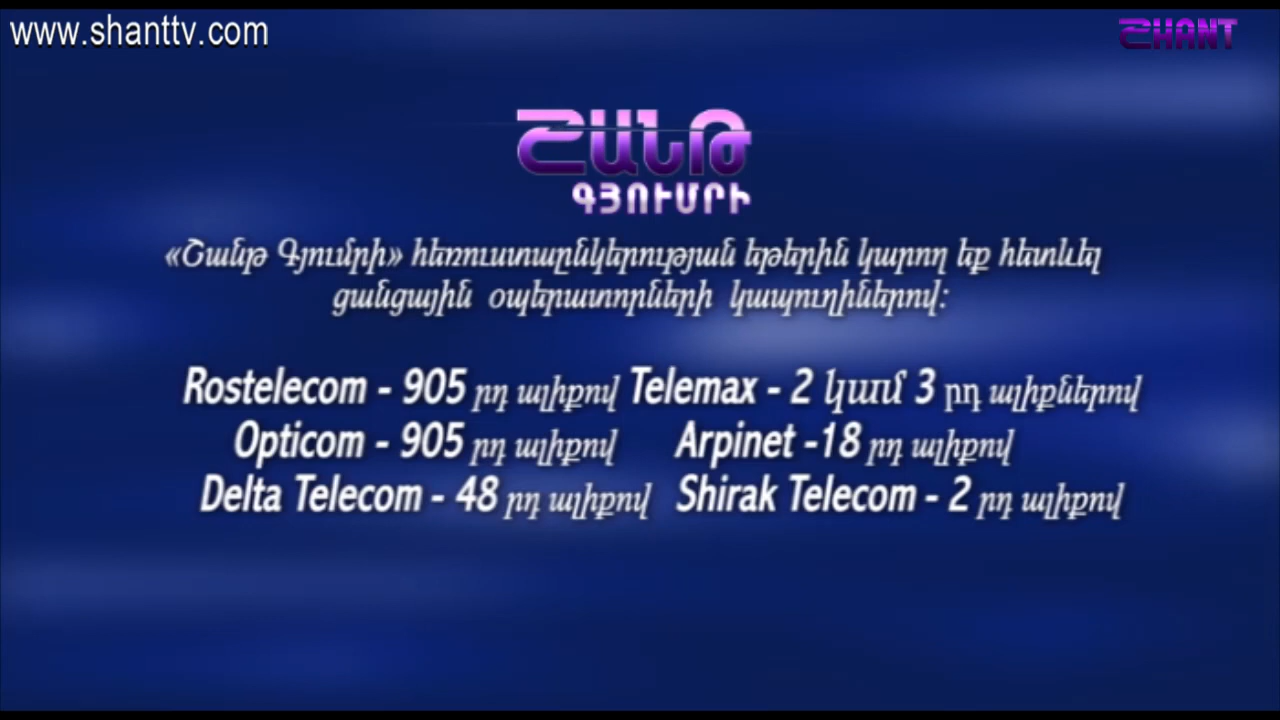 www.shanttv.com
SHANT
ՇԱՆԹ
ԳՅՈՒՄՐԻ
«Շանթ Գյումրի» հեռուստաընկերության եթերին կարող եք հետևել
ցանցային օպերատորների կապուղիներով:
Rostelecom - 905 րդ ալիքով Telemax - 2 կամ 3 րդ ալիքներով
Opticom - 905 րդ ալիքով Arpinet -18 րդ ալիքով
Delta Telecom - 48 րդ ալիքով Shirak Telecom - 2 րդ ալիքով